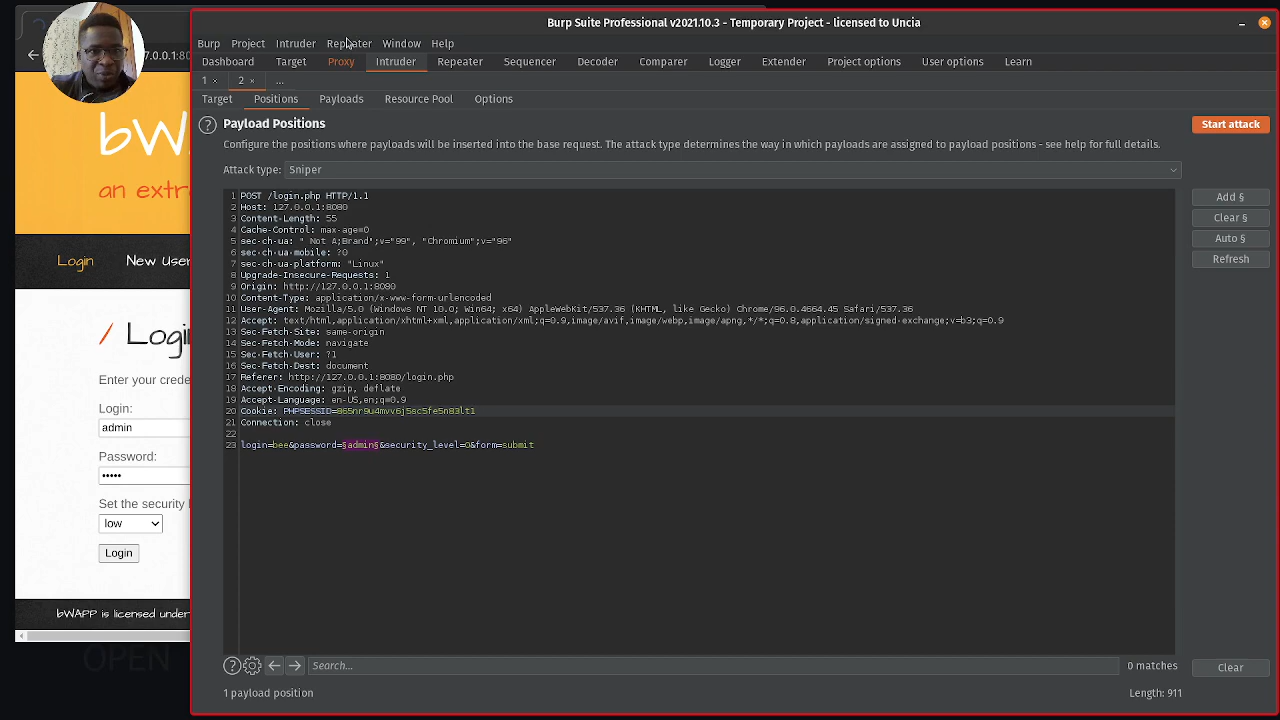 Burp Suite Professional v2021.10.3 - Temporary Project - licensed to Uncia
Burp Project Intruder Repeater Window Help
Dashboard Target Proxy Intruder Repeater Sequencer Decoder Comparer Logger Extender Project options User options Learn
1 × 2 × ...
Target Positions Payloads Resource Pool Options
Payload Positions
Start attack
Configure the positions where payloads will be inserted into the base request. The attack type determines the way in which payloads are assigned to payload positions - see help for full details.
Attack type: Sniper
1 POST /login.php HTTP/1.1
2 Host: 127.0.0.1:8080
3 Content-Length: 55
4 Cache-Control: max-age=0
5 sec-ch-ua: " Not A;Brand";v="99", "Chromium";v="96"
6 sec-ch-ua-mobile: ?0
7 sec-ch-ua-platform: "Linux"
8 Upgrade-Insecure-Requests: 1
9 Origin: http://127.0.0.1:8080
10 Content-Type: application/x-www-form-urlencoded
11 User-Agent: Mozilla/5.0 (Windows NT 10.0; Win64; x64) AppleWebKit/537.36 (KHTML, like Gecko) Chrome/96.0.4664.45 Safari/537.36
12 Accept: text/html,application/xhtml+xml,application/xml;q=0.9,image/avif,image/webp,image/apng,*/*;q=0.8,application/signed-exchange;v=b3;q=0.9
13 Sec-Fetch-Site: same-origin
14 Sec-Fetch-Mode: navigate
15 Sec-Fetch-User: ?1
16 Sec-Fetch-Dest: document
17 Referer: http://127.0.0.1:8080/login.php
18 Accept-Encoding: gzip, deflate
19 Accept-Language: en-US,en;q=0.9
20 Cookie: PHPSESSID=865nr9u4mvv6j5sc5fe5n83lt1
21 Connection: close
22
23 login=bee&password=§admin§&security_level=0&form=submit
Add §
Clear §
Auto §
Refresh
Search...
0 matches
Clear
1 payload position
Length: 911
7.0.0.1:80
bW
an extr
Login New User
/ Login
Enter your crede
Login:
admin
Password:
•••••
Set the security l
low
Login
bWAPP is licensed under
OPEN